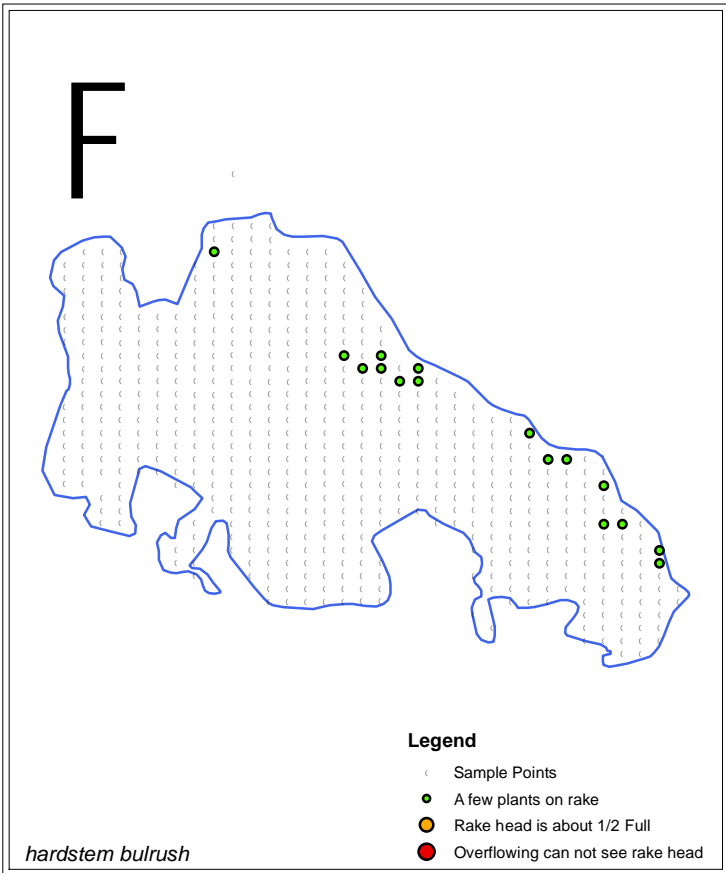 F
Legend
Sample Points
A few plants on rake
Rake head is about 1/2 Full
Overflowing can not see rake head
hardstem bulrush